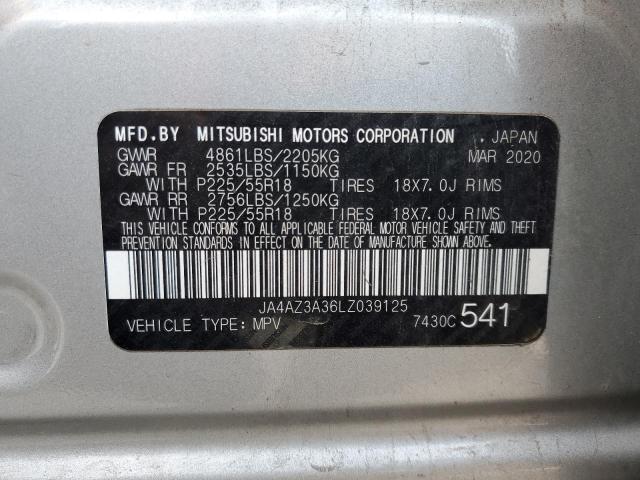 MFD.BY MITSUBISHI MOTORS CORPORATION . JAPAN
GVWR 4861LBS/2205KG MAR 2020
GAWR FR 2535LBS/1150KG
WITH P225/55R18 TIRES 18X7.0J RIMS
GAWR RR 2756LBS/1250KG
WITH P225/55R18 TIRES 18X7.0J RIMS
THIS VEHICLE CONFORMS TO ALL APPLICABLE FEDERAL MOTOR VEHICLE SAFETY AND THEFT
PREVENTION STANDARDS IN EFFECT ON THE DATE OF MANUFACTURE SHOWN ABOVE.
JA4AZ3A36LZ039125
VEHICLE TYPE: MPV 7430C 541